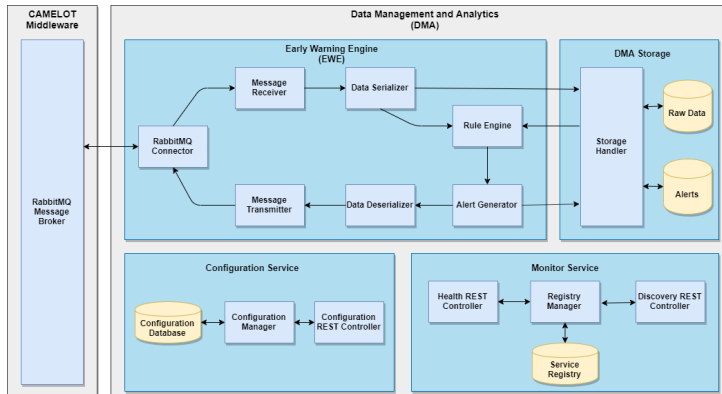 CAMELOT
Middleware
Data Management and Analytics
(DMA)
Early Warning Engine
(EWE)
DMA Storage
Message
Receiver
Data Serializer
Rule Engine
RabbitMQ
Connector
Storage
Handler
Raw Data
RabbitMQ
Message
Broker
Message
Transmitter
Data Deserializer
Alert Generator
Alerts
Configuration Service
Monitor Service
Configuration
Database
Configuration
Manager
Configuration
REST Controller
Health REST
Controller
Registry
Manager
Discovery REST
Controller
Service
Registry